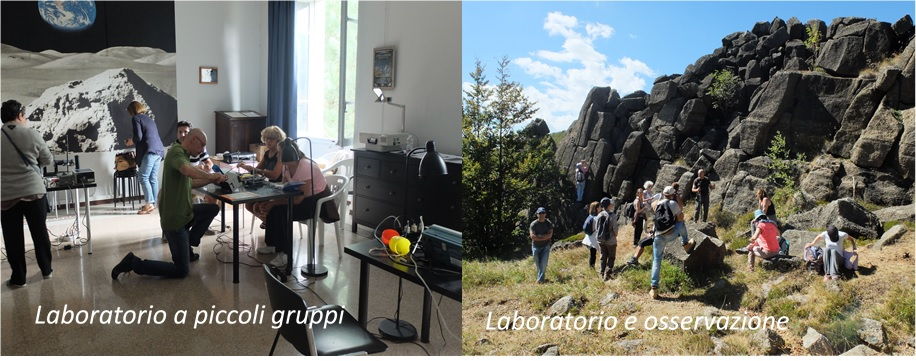 Laboratorio a piccoli gruppi
Laboratorio e osservazione